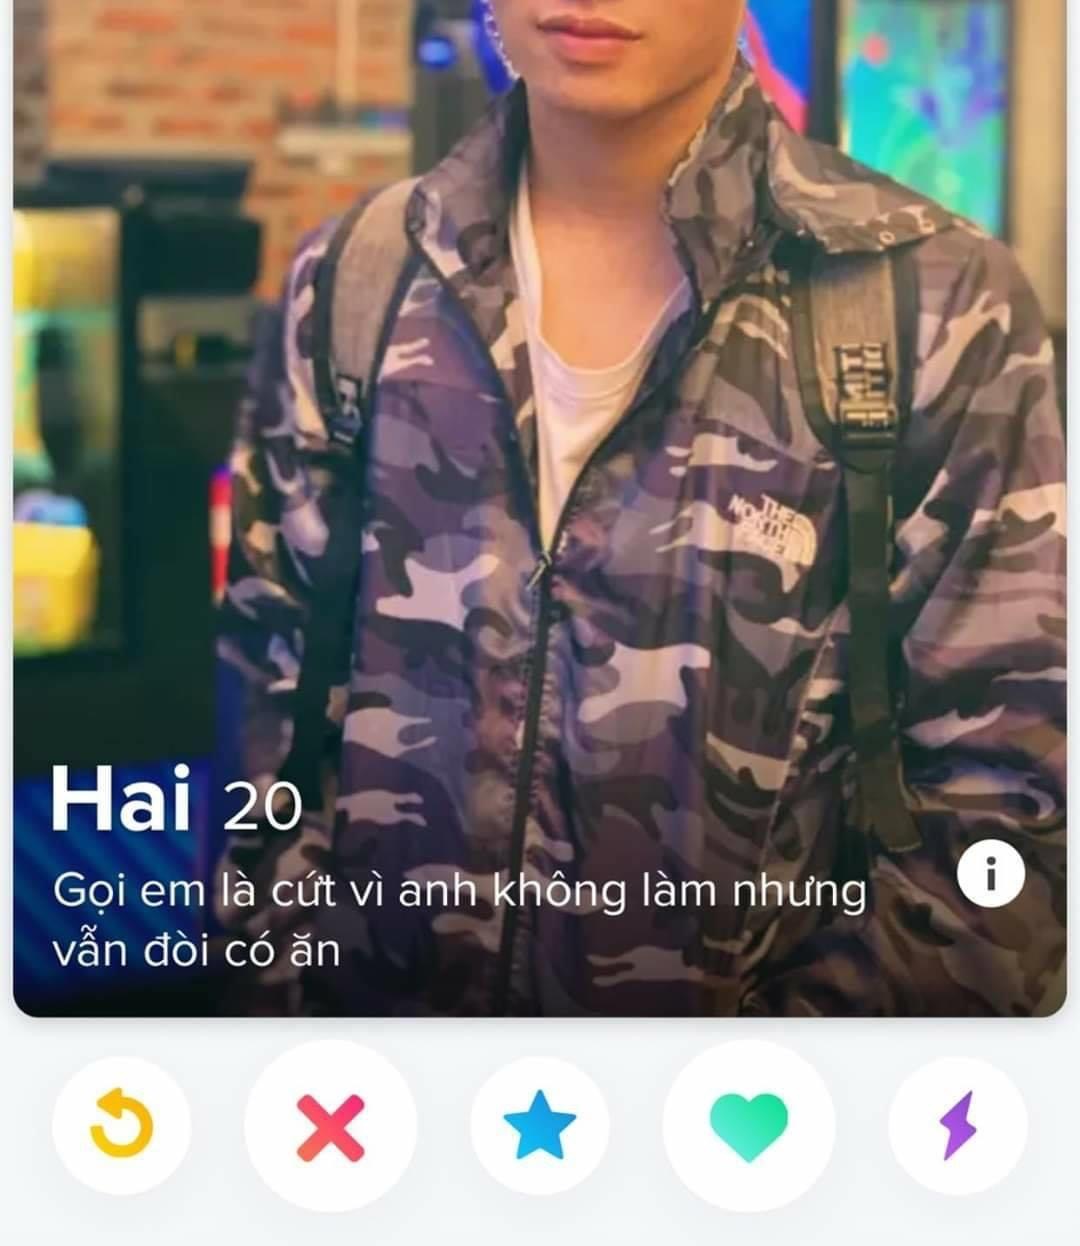 THE
NORTH
FACE
Hai 20
Gọi em là cứt vì anh không làm nhưng
vẫn đòi có ăn
i